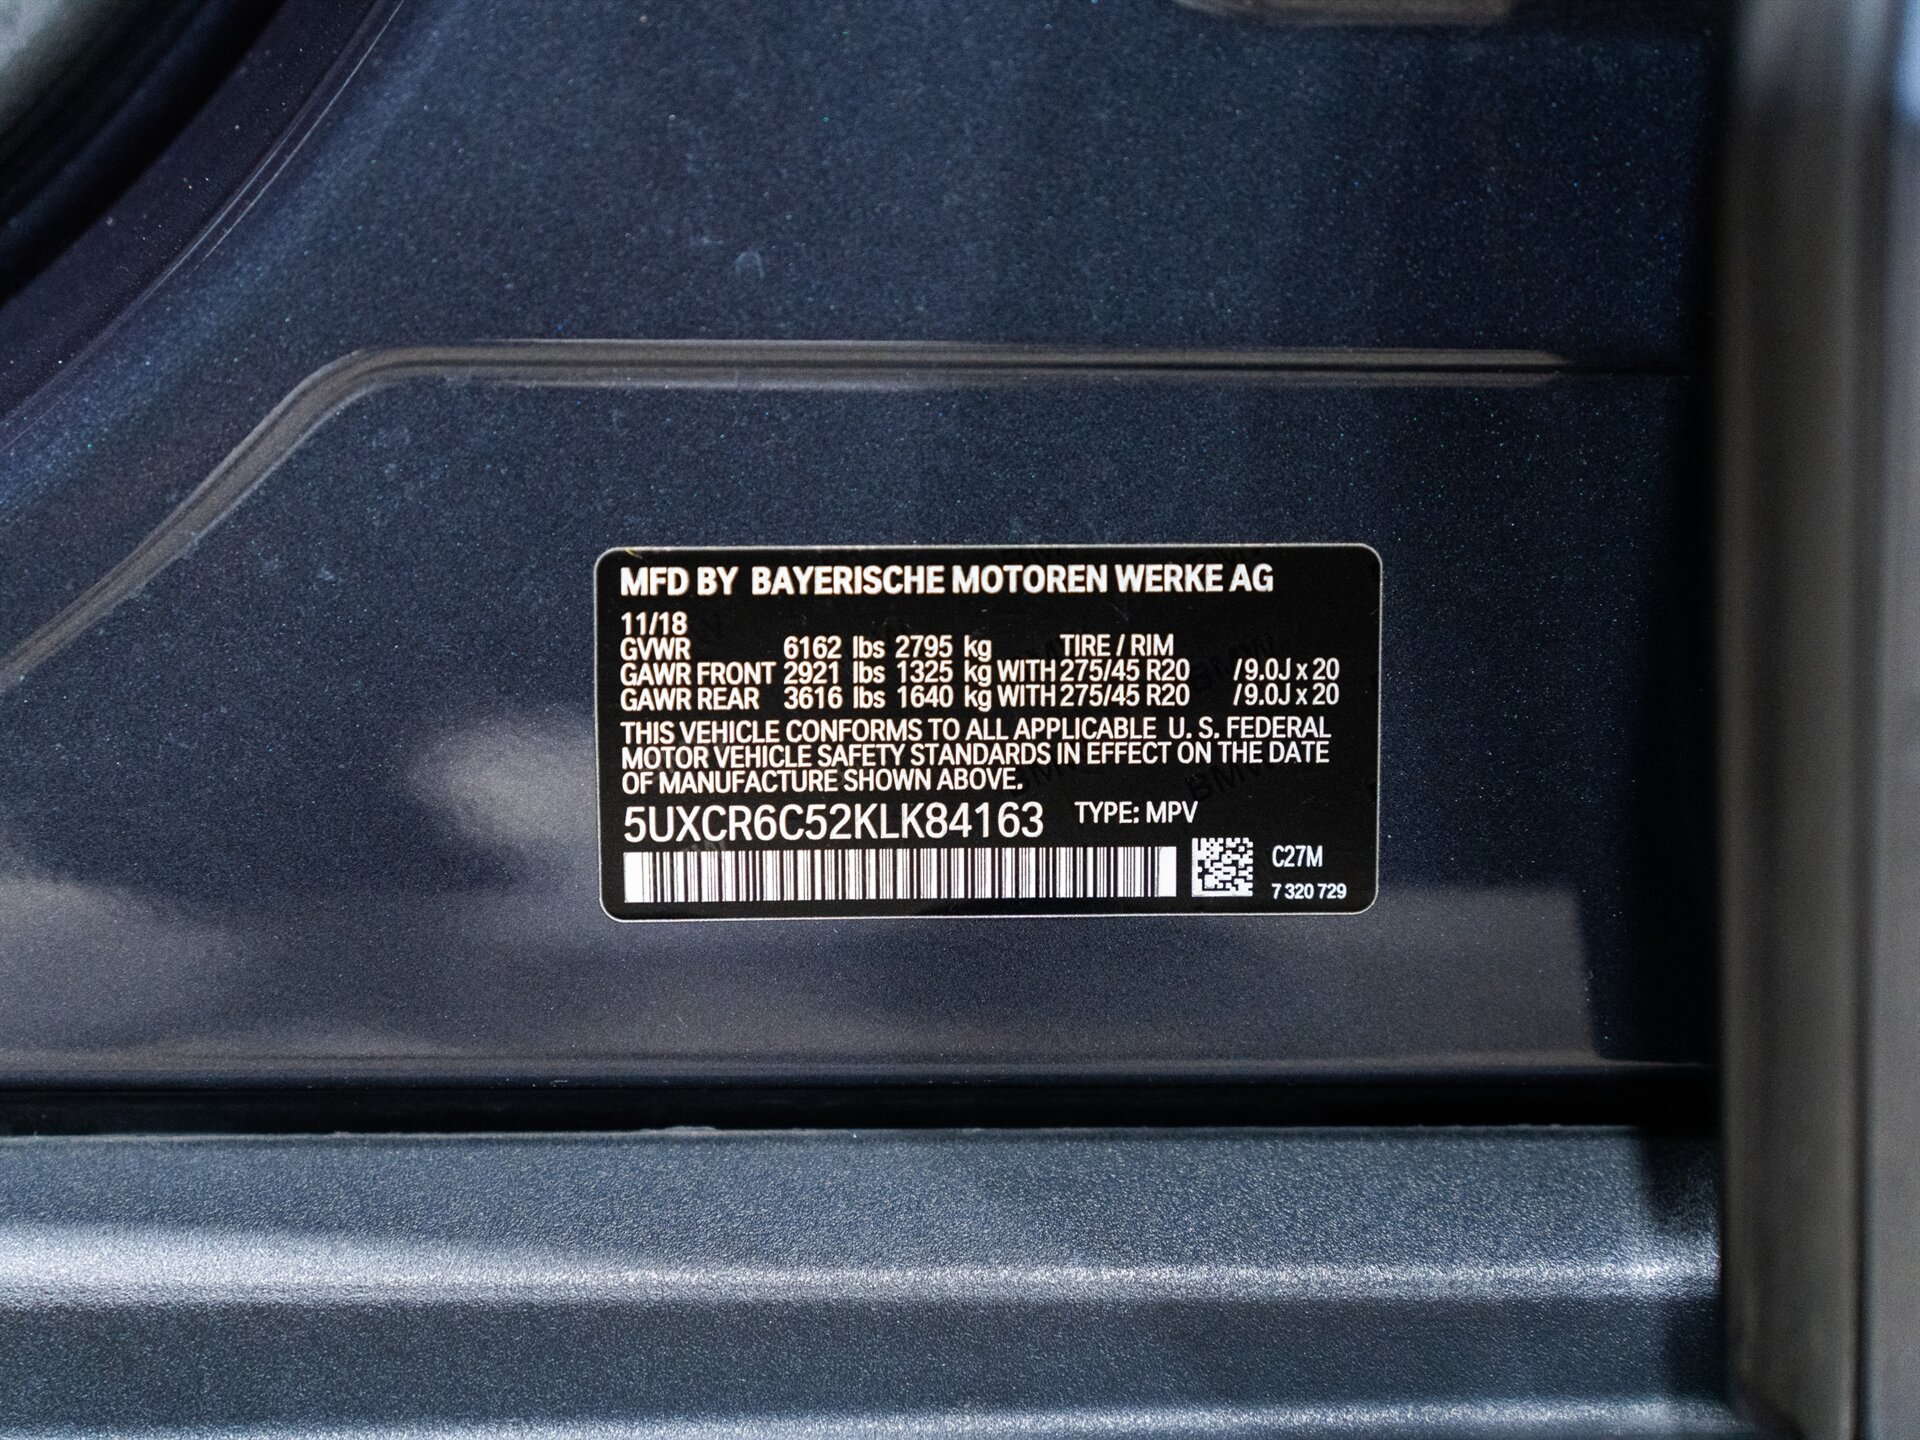 MFD BY BAYERISCHE MOTOREN WERKE AG
11/18
GVWR 6162 lbs 2795 kg TIRE / RIM
GAWR FRONT 2921 lbs 1325 kg WITH 275/45 R20 /9.0J x 20
GAWR REAR 3616 lbs 1640 kg WITH 275/45 R20 /9.0J x 20
THIS VEHICLE CONFORMS TO ALL APPLICABLE U. S. FEDERAL
MOTOR VEHICLE SAFETY STANDARDS IN EFFECT ON THE DATE
OF MANUFACTURE SHOWN ABOVE.
5UXCR6C52KLK84163 TYPE: MPV
C27M
7 320 729